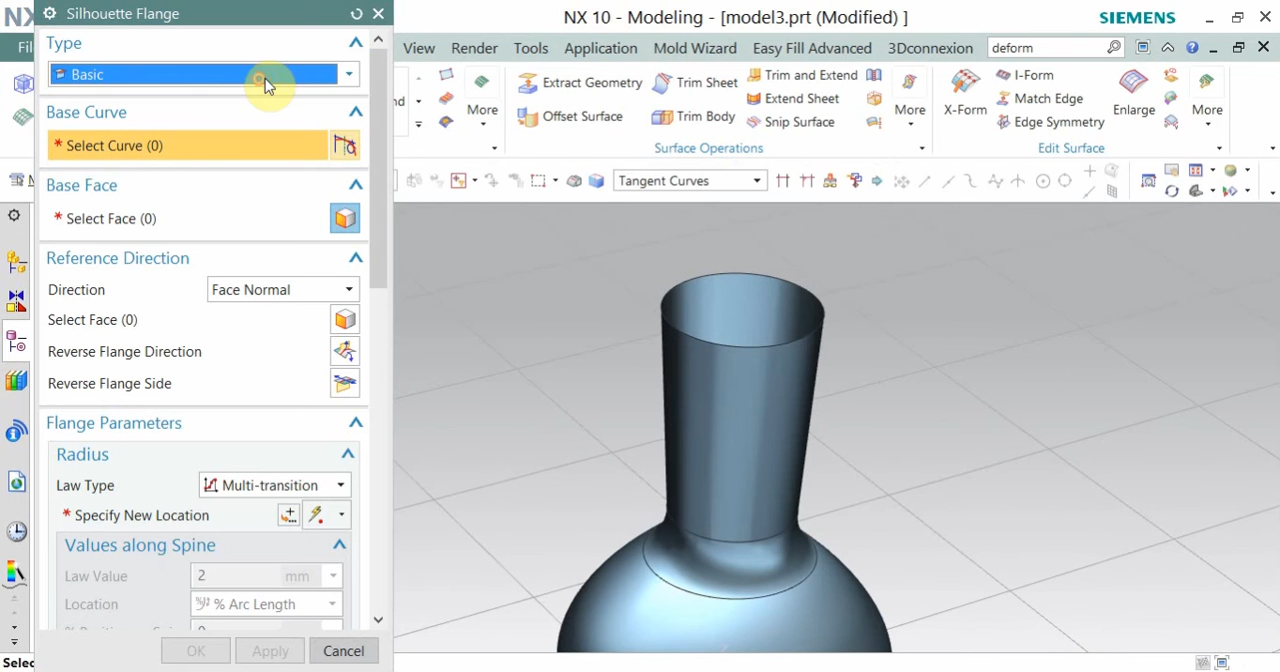 NX
Silhouette Flange
NX 10 - Modeling - [model3.prt (Modified) ]
SIEMENS
Fil
Type
View
Render
Tools
Application
Mold Wizard
Easy Fill Advanced
3Dconnexion
deform
Basic
nd
More
Extract Geometry
Offset Surface
Trim Sheet
Trim Body
Trim and Extend
Extend Sheet
Snip Surface
More
X-Form
I-Form
Match Edge
Edge Symmetry
Enlarge
More
Surface Operations
Edit Surface
Base Curve
* Select Curve (0)
Tangent Curves
Base Face
* Select Face (0)
Reference Direction
Direction
Face Normal
Select Face (0)
Reverse Flange Direction
Reverse Flange Side
Flange Parameters
Radius
Law Type
Multi-transition
* Specify New Location
Values along Spine
Law Value
2
mm
Location
% Arc Length
OK
Apply
Cancel
Selec